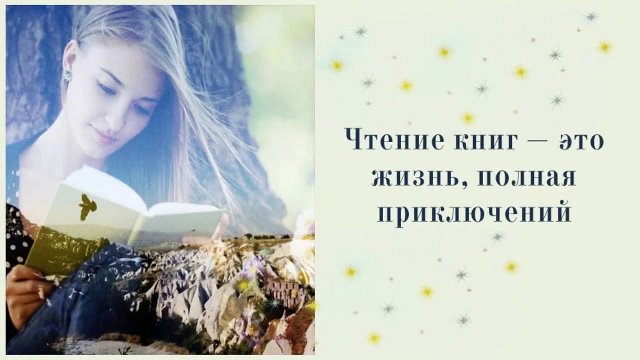 Чтение книг — это
жизнь, полная
приключений